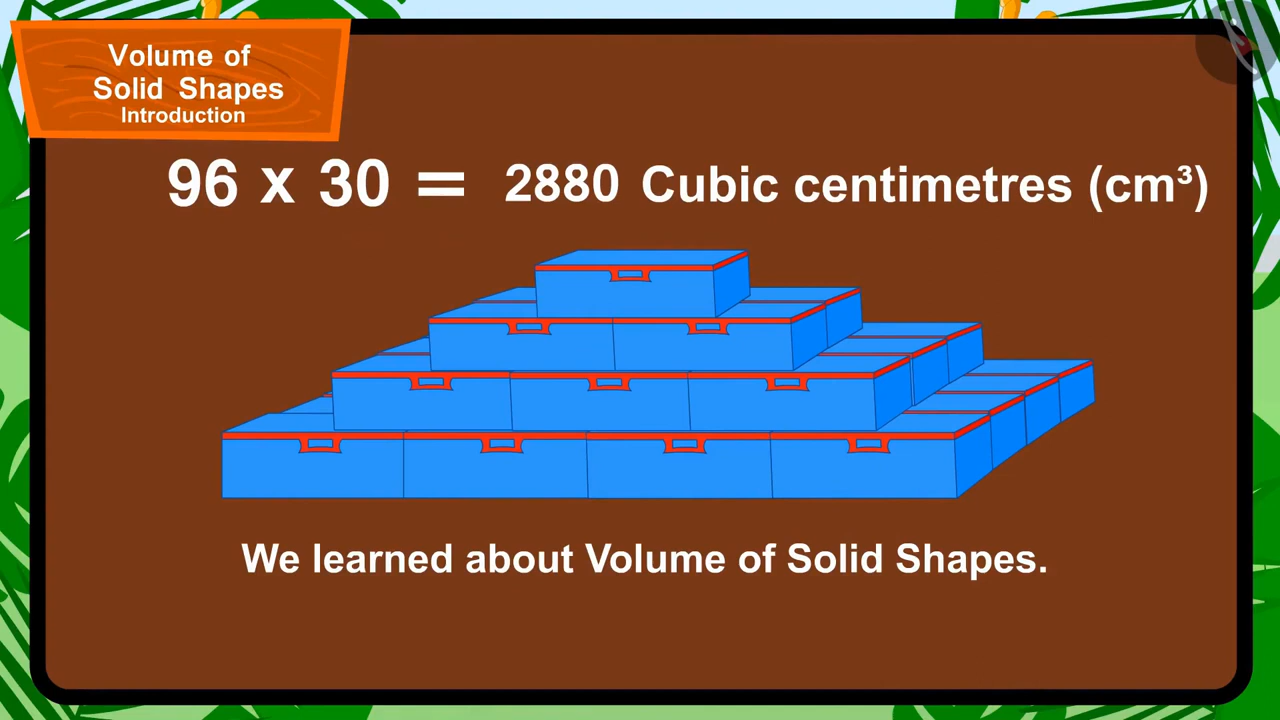 Volume of
Solid Shapes
Introduction
96 x 30 = 2880 Cubic centimetres (cm³)
We learned about Volume of Solid Shapes.